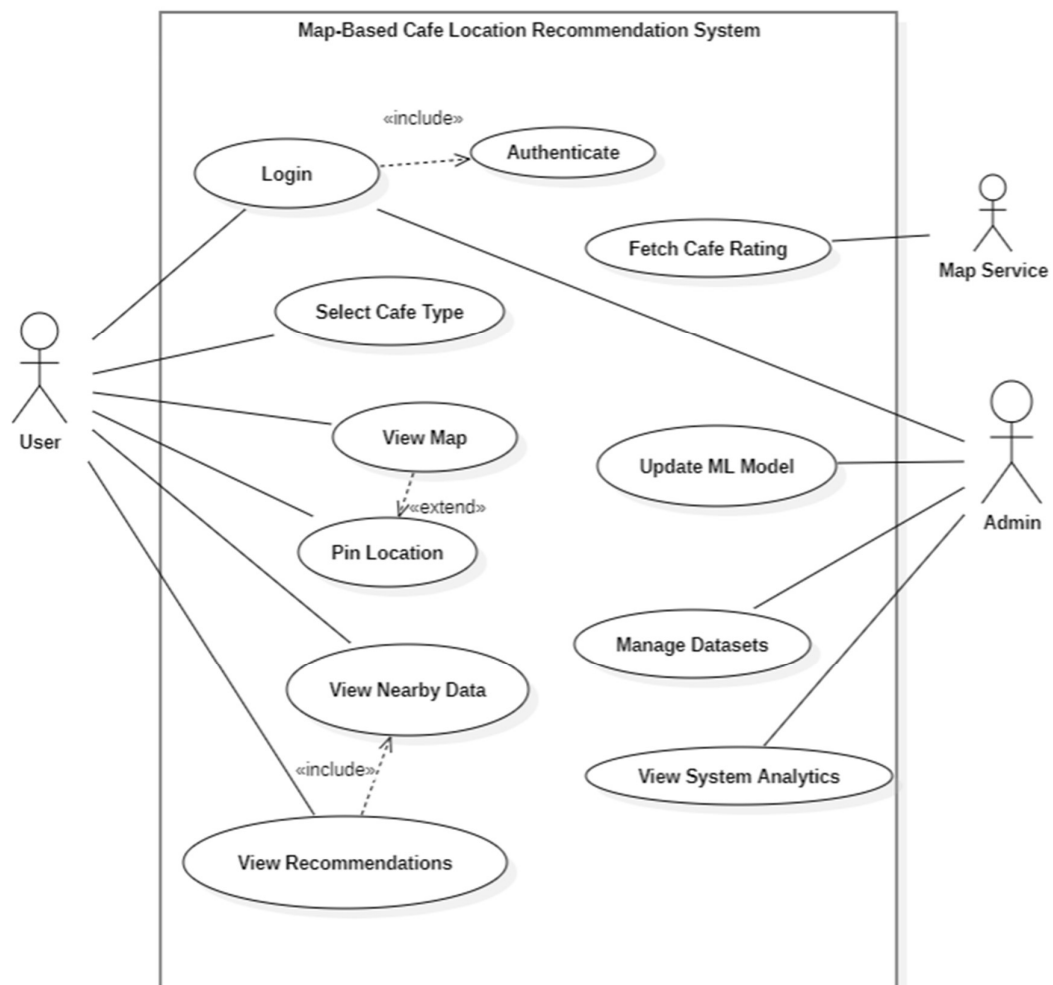 Map-Based Cafe Location Recommendation System
«include»
Authenticate
Login
Fetch Cafe Rating
Map Service
Select Cafe Type
User
View Map
Update ML Model
«extend»
Admin
Pin Location
Manage Datasets
View Nearby Data
«include»
View System Analytics
View Recommendations